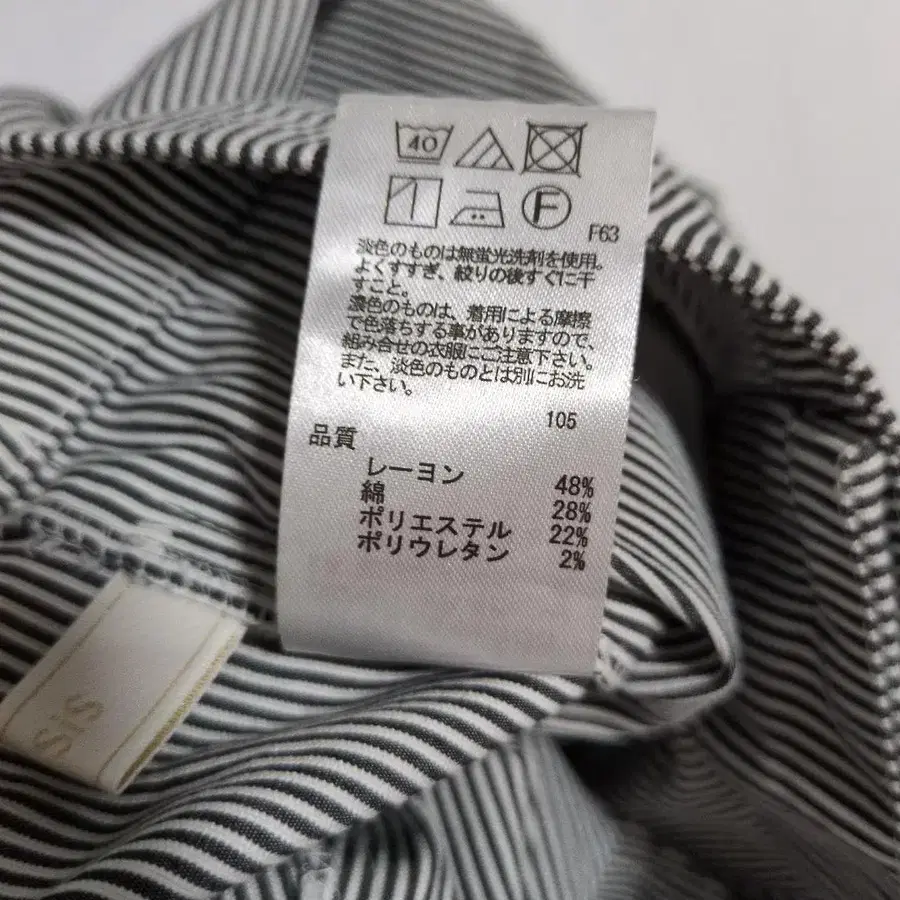 40
F
F63
淡色のものは無蛍光洗剤を使用。
よくすすぎ、絞りの後すぐに干
すこと。
濃色のものは、着用による摩擦
で色落ちする事がありますので、
組み合せの衣服にご注意下さい。
また、淡色のものとは別にお洗
い下さい。
105
品質
レーヨン 48%
綿 28%
ポリエステル 22%
ポリウレタン 2%
SiS